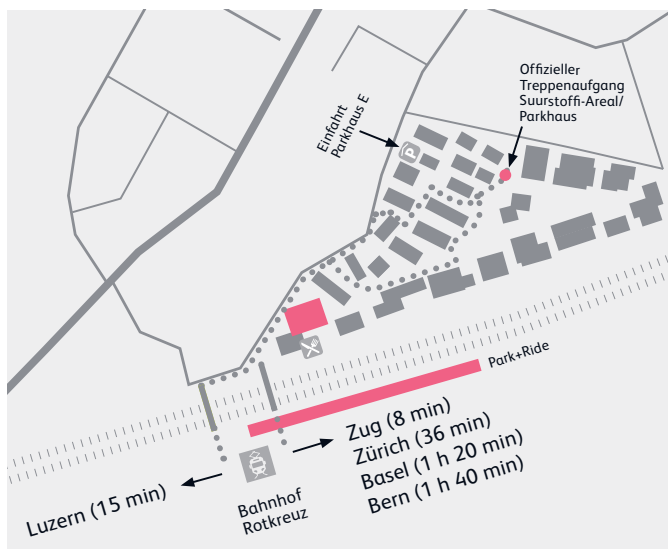 Offizieller
Treppenaufgang
Suurstoffi-Areal/
Parkhaus
Einfahrt
Parkhaus E
P
Park+Ride
Zug (8 min)
Zürich (36 min)
Basel (1 h 20 min)
Bern (1 h 40 min)
Luzern (15 min)
Bahnhof
Rotkreuz